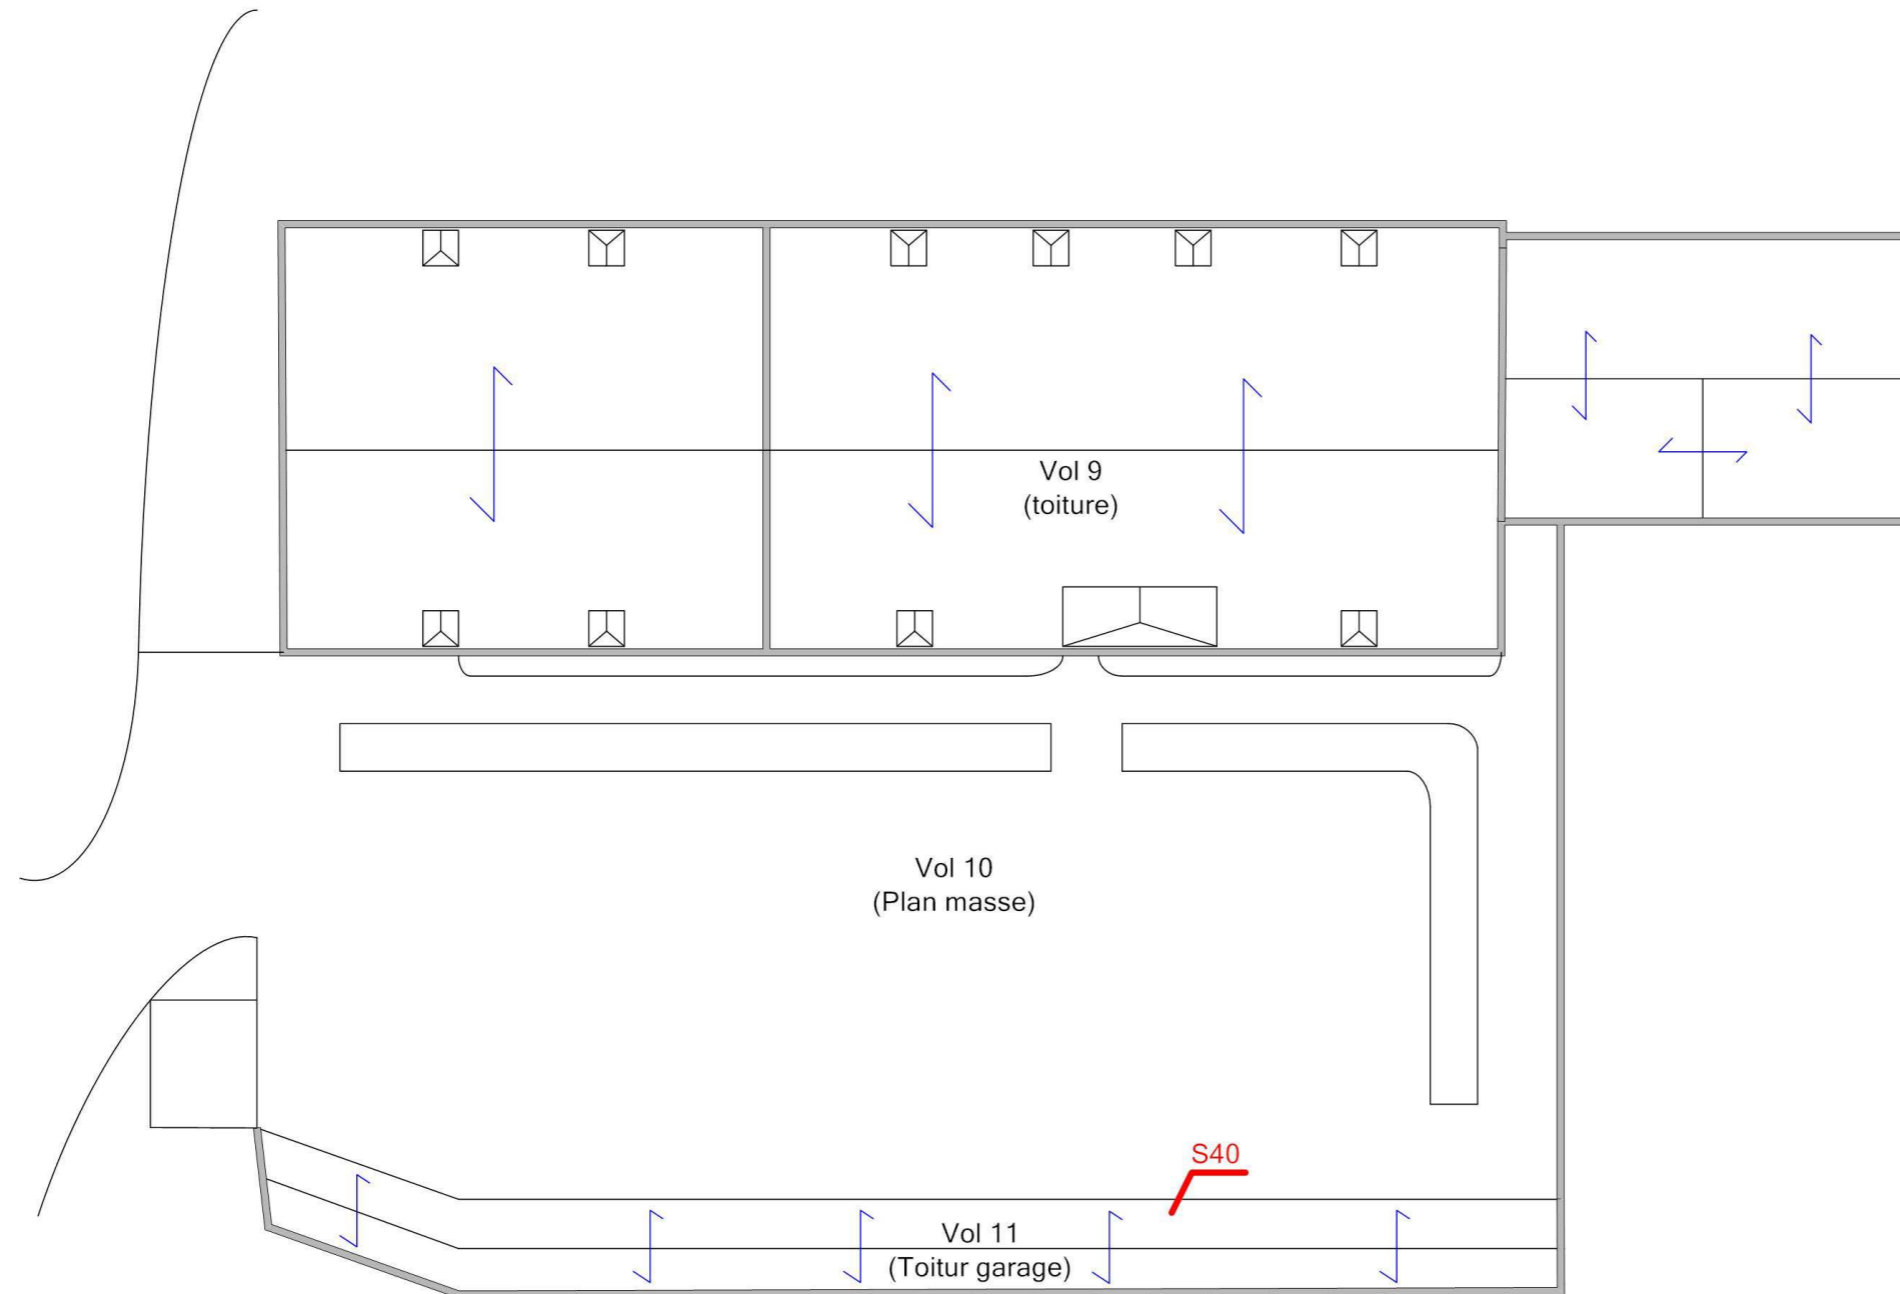 Vol 9
(toiture)
Vol 10
(Plan masse)
S40
Vol 11
(Toitur garage)